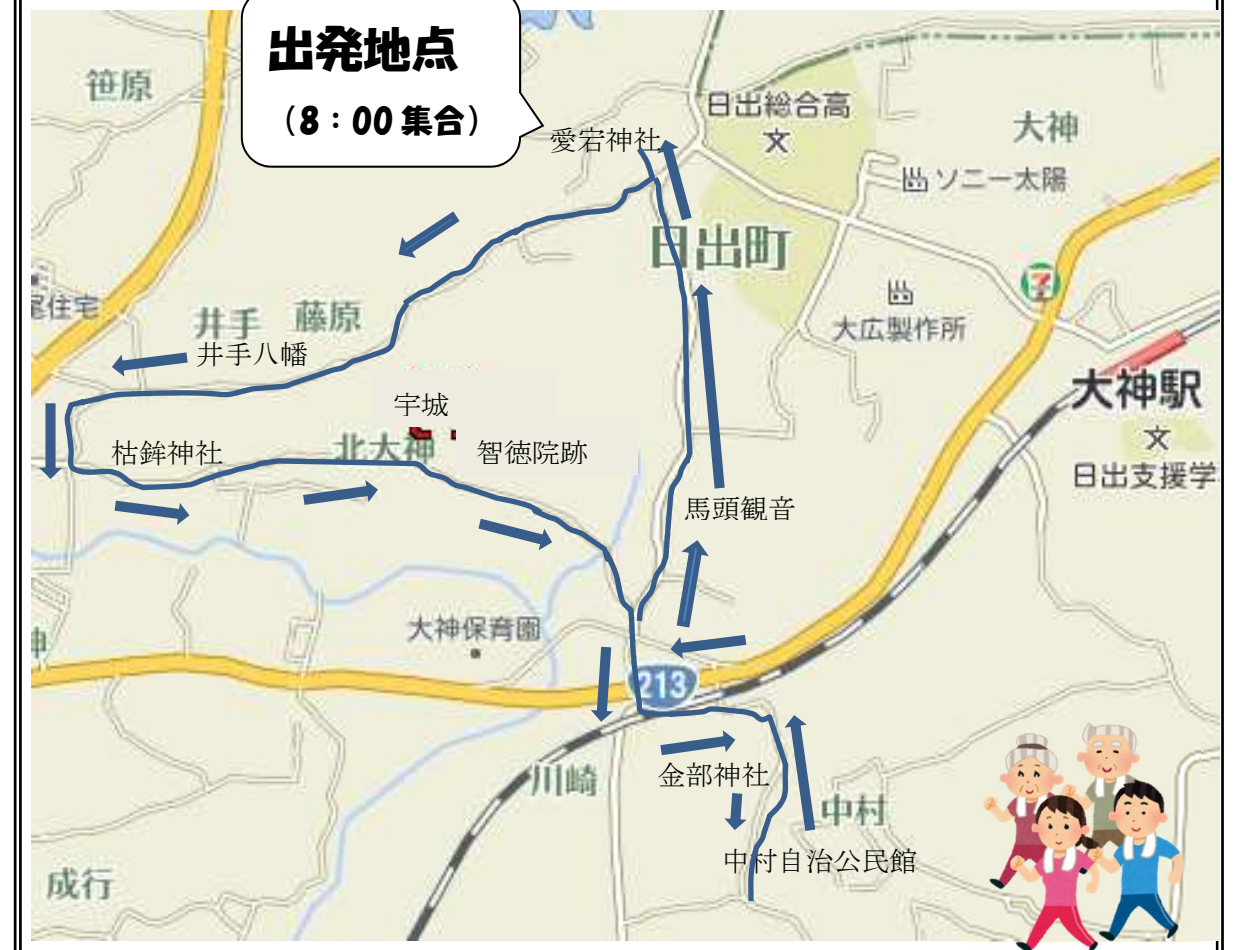 出発地点
（8：00 集合）
笹原
愛宕神社
日出総合高
大神
ソニー太陽
日出町
尾住宅
井手
藤原
大広製作所
井手八幡
大神駅
宇城
枯鉾神社
北大神
智徳院跡
日出支援学
馬頭観音
大神保育園
213
川崎
金部神社
中村
中村自治公民館
成行